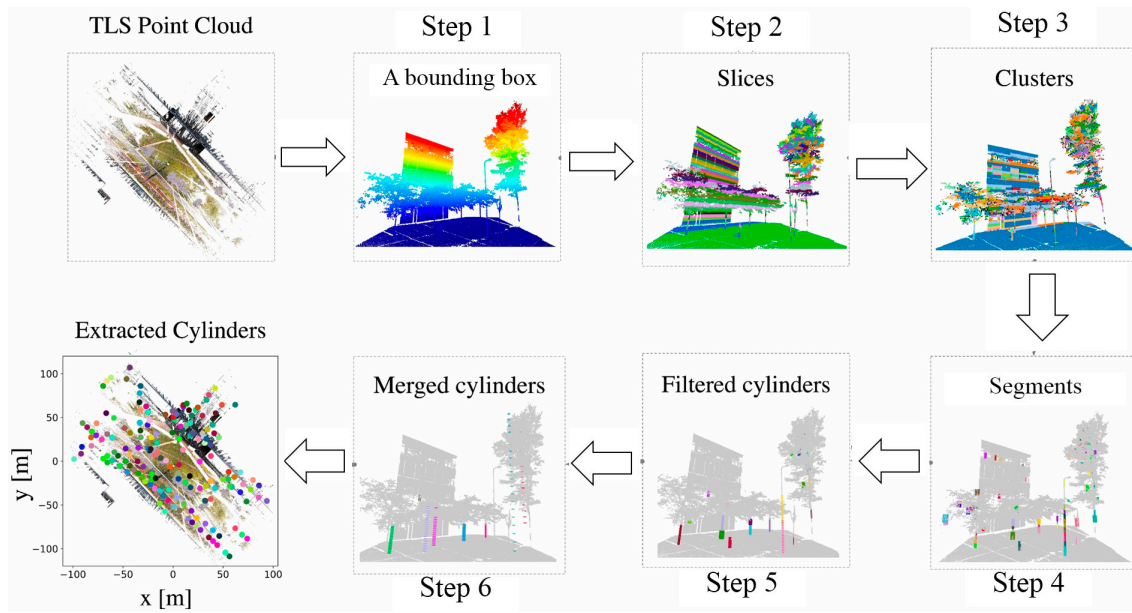 TLS Point Cloud
Step 1
Step 2
Step 3
A bounding box
Slices
Clusters
Extracted Cylinders
Merged cylinders
Filtered cylinders
Segments
100
50
0
−50
−100
y [m]
−100
−50
0
50
100
x [m]
Step 6
Step 5
Step 4